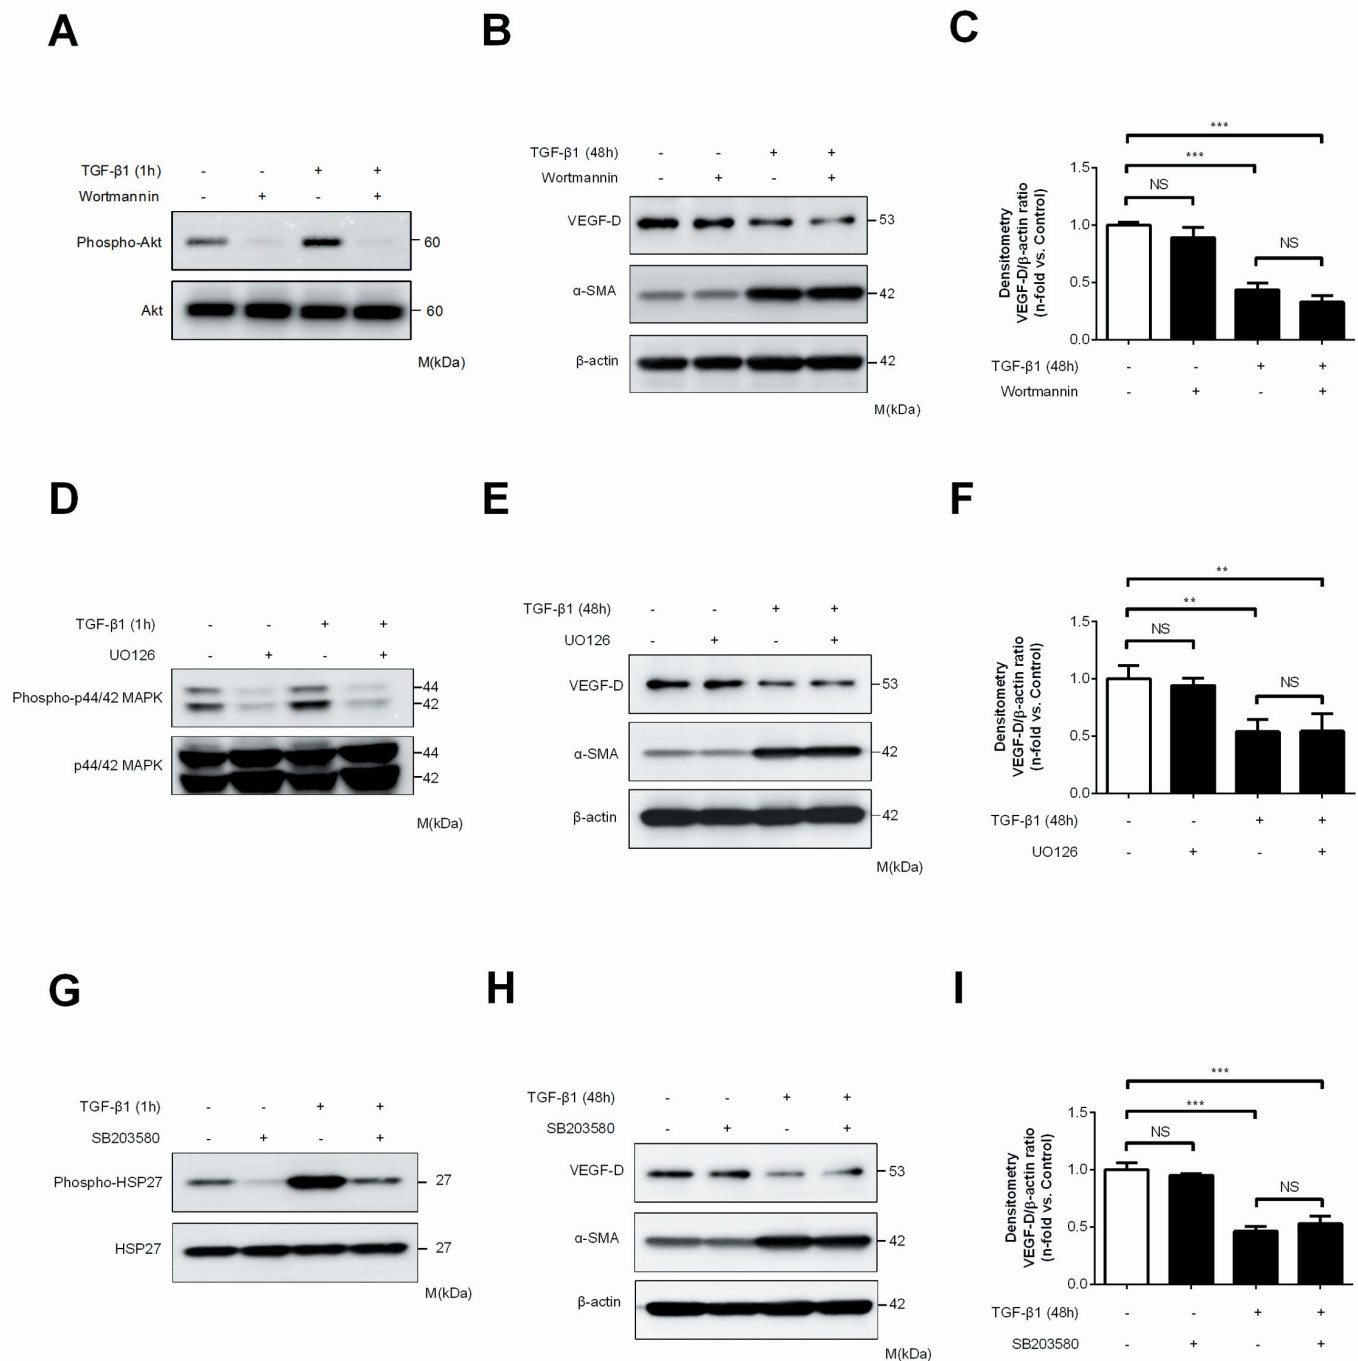 A
TGF-β1 (1h) - - + +
Wortmannin - + - +
Phospho-Akt 60
Akt 60
M(kDa)
B
TGF-β1 (48h) - - + +
Wortmannin - + - +
VEGF-D 53
α-SMA 42
β-actin 42
M(kDa)
C
***
***
NS
NS
Densitometry
VEGF-D/β-actin ratio
(n-fold vs. Control)
1.5
1.0
0.5
0.0
TGF-β1 (48h) - - + +
Wortmannin - + - +
D
TGF-β1 (1h) - - + +
UO126 - + - +
Phospho-p44/42 MAPK 44
42
p44/42 MAPK 44
42
M(kDa)
E
TGF-β1 (48h) - - + +
UO126 - + - +
VEGF-D 53
α-SMA 42
β-actin 42
M(kDa)
F
**
**
NS
NS
Densitometry
VEGF-D/β-actin ratio
(n-fold vs. Control)
1.5
1.0
0.5
0.0
TGF-β1 (48h) - - + +
UO126 - + - +
G
TGF-β1 (1h) - - + +
SB203580 - + - +
Phospho-HSP27 27
HSP27 27
M(kDa)
H
TGF-β1 (48h) - - + +
SB203580 - + - +
VEGF-D 53
α-SMA 42
β-actin 42
M(kDa)
I
***
***
NS
NS
Densitometry
VEGF-D/β-actin ratio
(n-fold vs. Control)
1.5
1.0
0.5
0.0
TGF-β1 (48h) - - + +
SB203580 - + - +